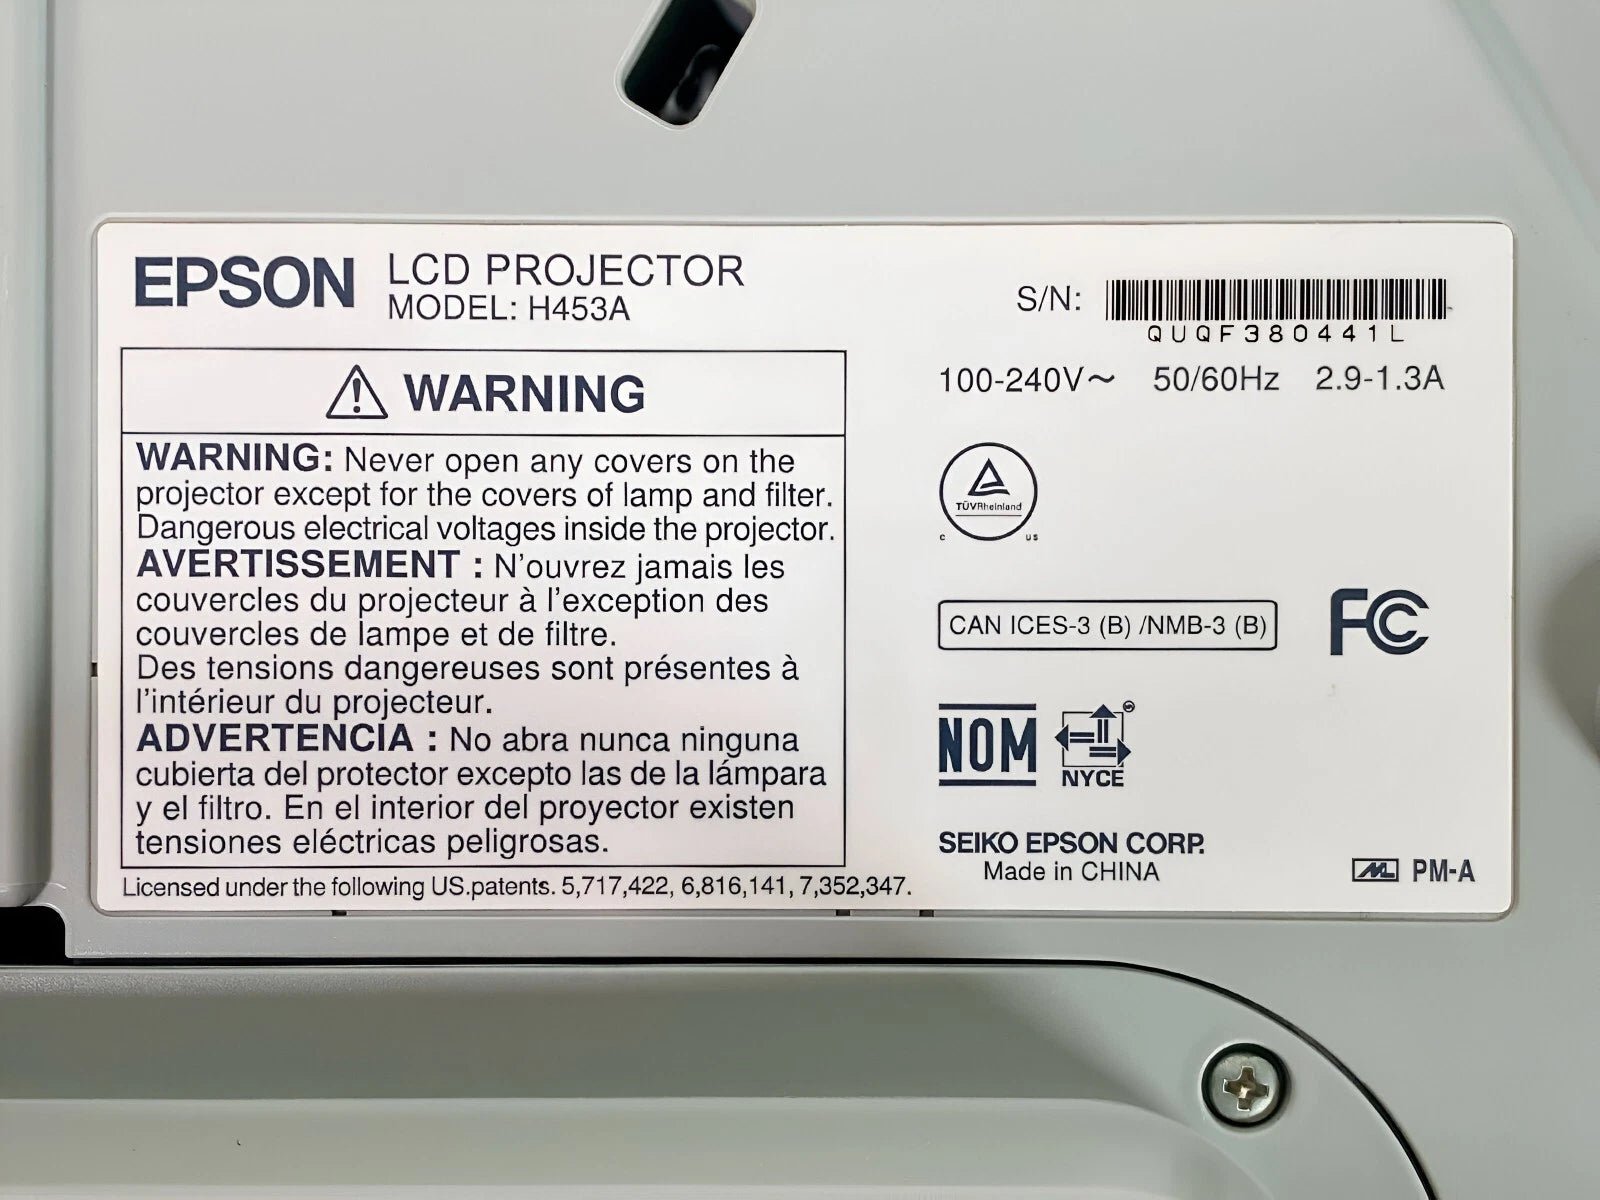 EPSON LCD PROJECTOR
MODEL: H453A
S/N:
QUQF380441L
100-240V~ 50/60Hz 2.9-1.3A
WARNING
WARNING: Never open any covers on the
projector except for the covers of lamp and filter.
Dangerous electrical voltages inside the projector.
AVERTISSEMENT : N'ouvrez jamais les
couvercles du projecteur à l'exception des
couvercles de lampe et de filtre.
Des tensions dangereuses sont présentes à
l'intérieur du projecteur.
ADVERTENCIA : No abra nunca ninguna
cubierta del protector excepto las de la lámpara
y el filtro. En el interior del proyector existen
tensiones eléctricas peligrosas.
Licensed under the following US.patents. 5,717,422, 6,816,141, 7,352,347.
TÜVRheinland
C US
CAN ICES-3 (B) /NMB-3 (B)
FC
NOM
NYCE
SEIKO EPSON CORP.
Made in CHINA
PM-A